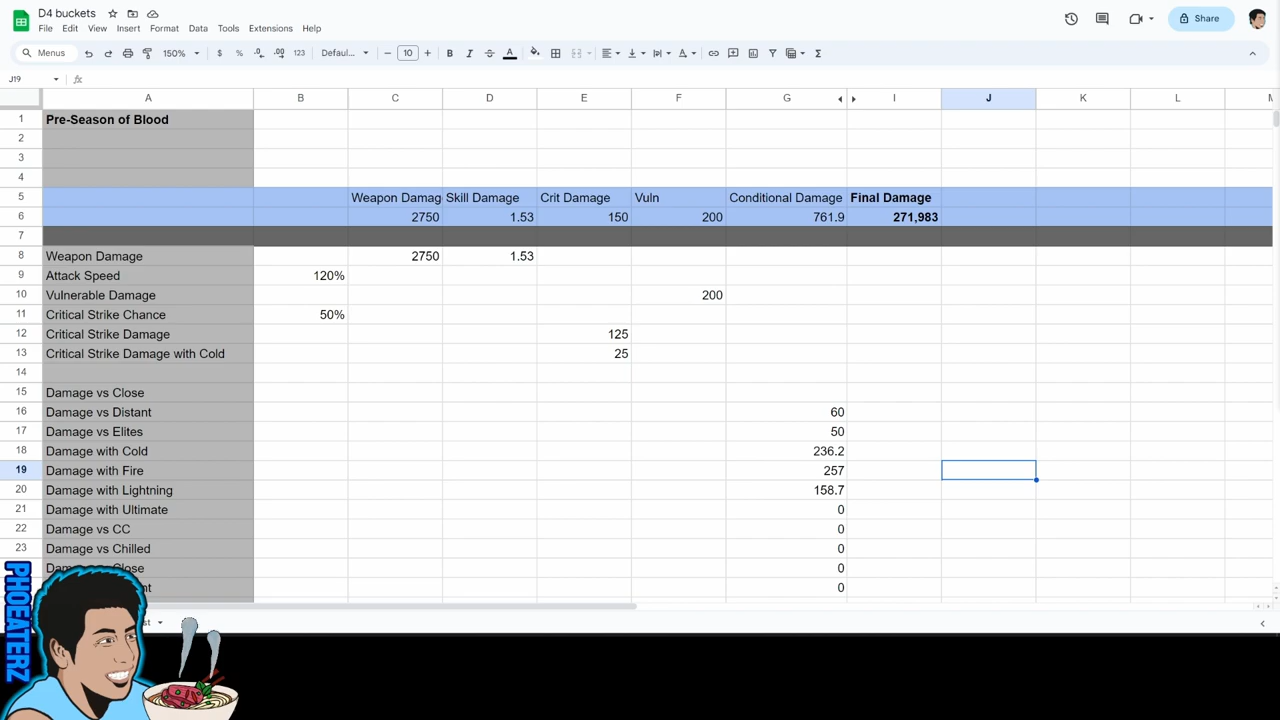 D4 buckets
File Edit View Insert Format Data Tools Extensions Help
Share
Menus 150% $ % .0 .00 123 Defaul... 10 B I A
J19 fx
A B C D E F G I J K L M
1 Pre-Season of Blood
2
3
4
5 Weapon Damag Skill Damage Crit Damage Vuln Conditional Damage Final Damage
6 2750 1.53 150 200 761.9 271,983
7
8 Weapon Damage 2750 1.53
9 Attack Speed 120%
10 Vulnerable Damage 200
11 Critical Strike Chance 50%
12 Critical Strike Damage 125
13 Critical Strike Damage with Cold 25
14
15 Damage vs Close
16 Damage vs Distant 60
17 Damage vs Elites 50
18 Damage with Cold 236.2
19 Damage with Fire 257
20 Damage with Lightning 158.7
21 Damage with Ultimate 0
22 Damage vs CC 0
23 Damage vs Chilled 0
Close 0
0
PHOEATERZ